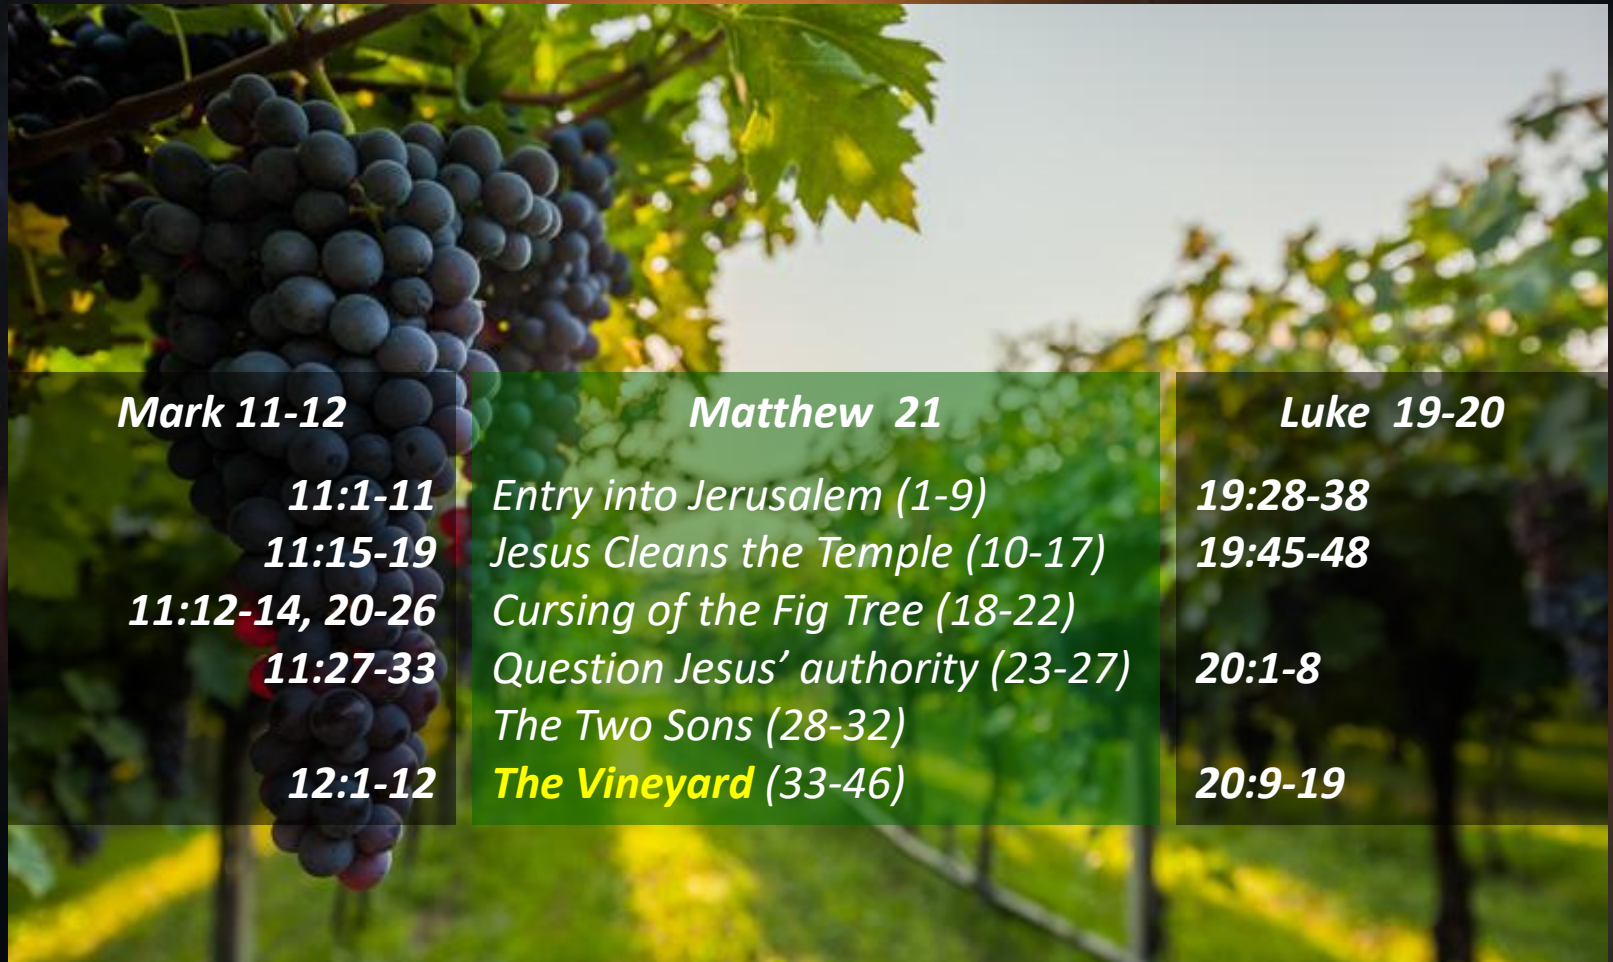 Mark 11-12 Matthew 21 Luke 19-20
11:1-11 Entry into Jerusalem (1-9) 19:28-38
11:15-19 Jesus Cleans the Temple (10-17) 19:45-48
11:12-14, 20-26 Cursing of the Fig Tree (18-22)
11:27-33 Question Jesus’ authority (23-27) 20:1-8
The Two Sons (28-32)
12:1-12 The Vineyard (33-46) 20:9-19